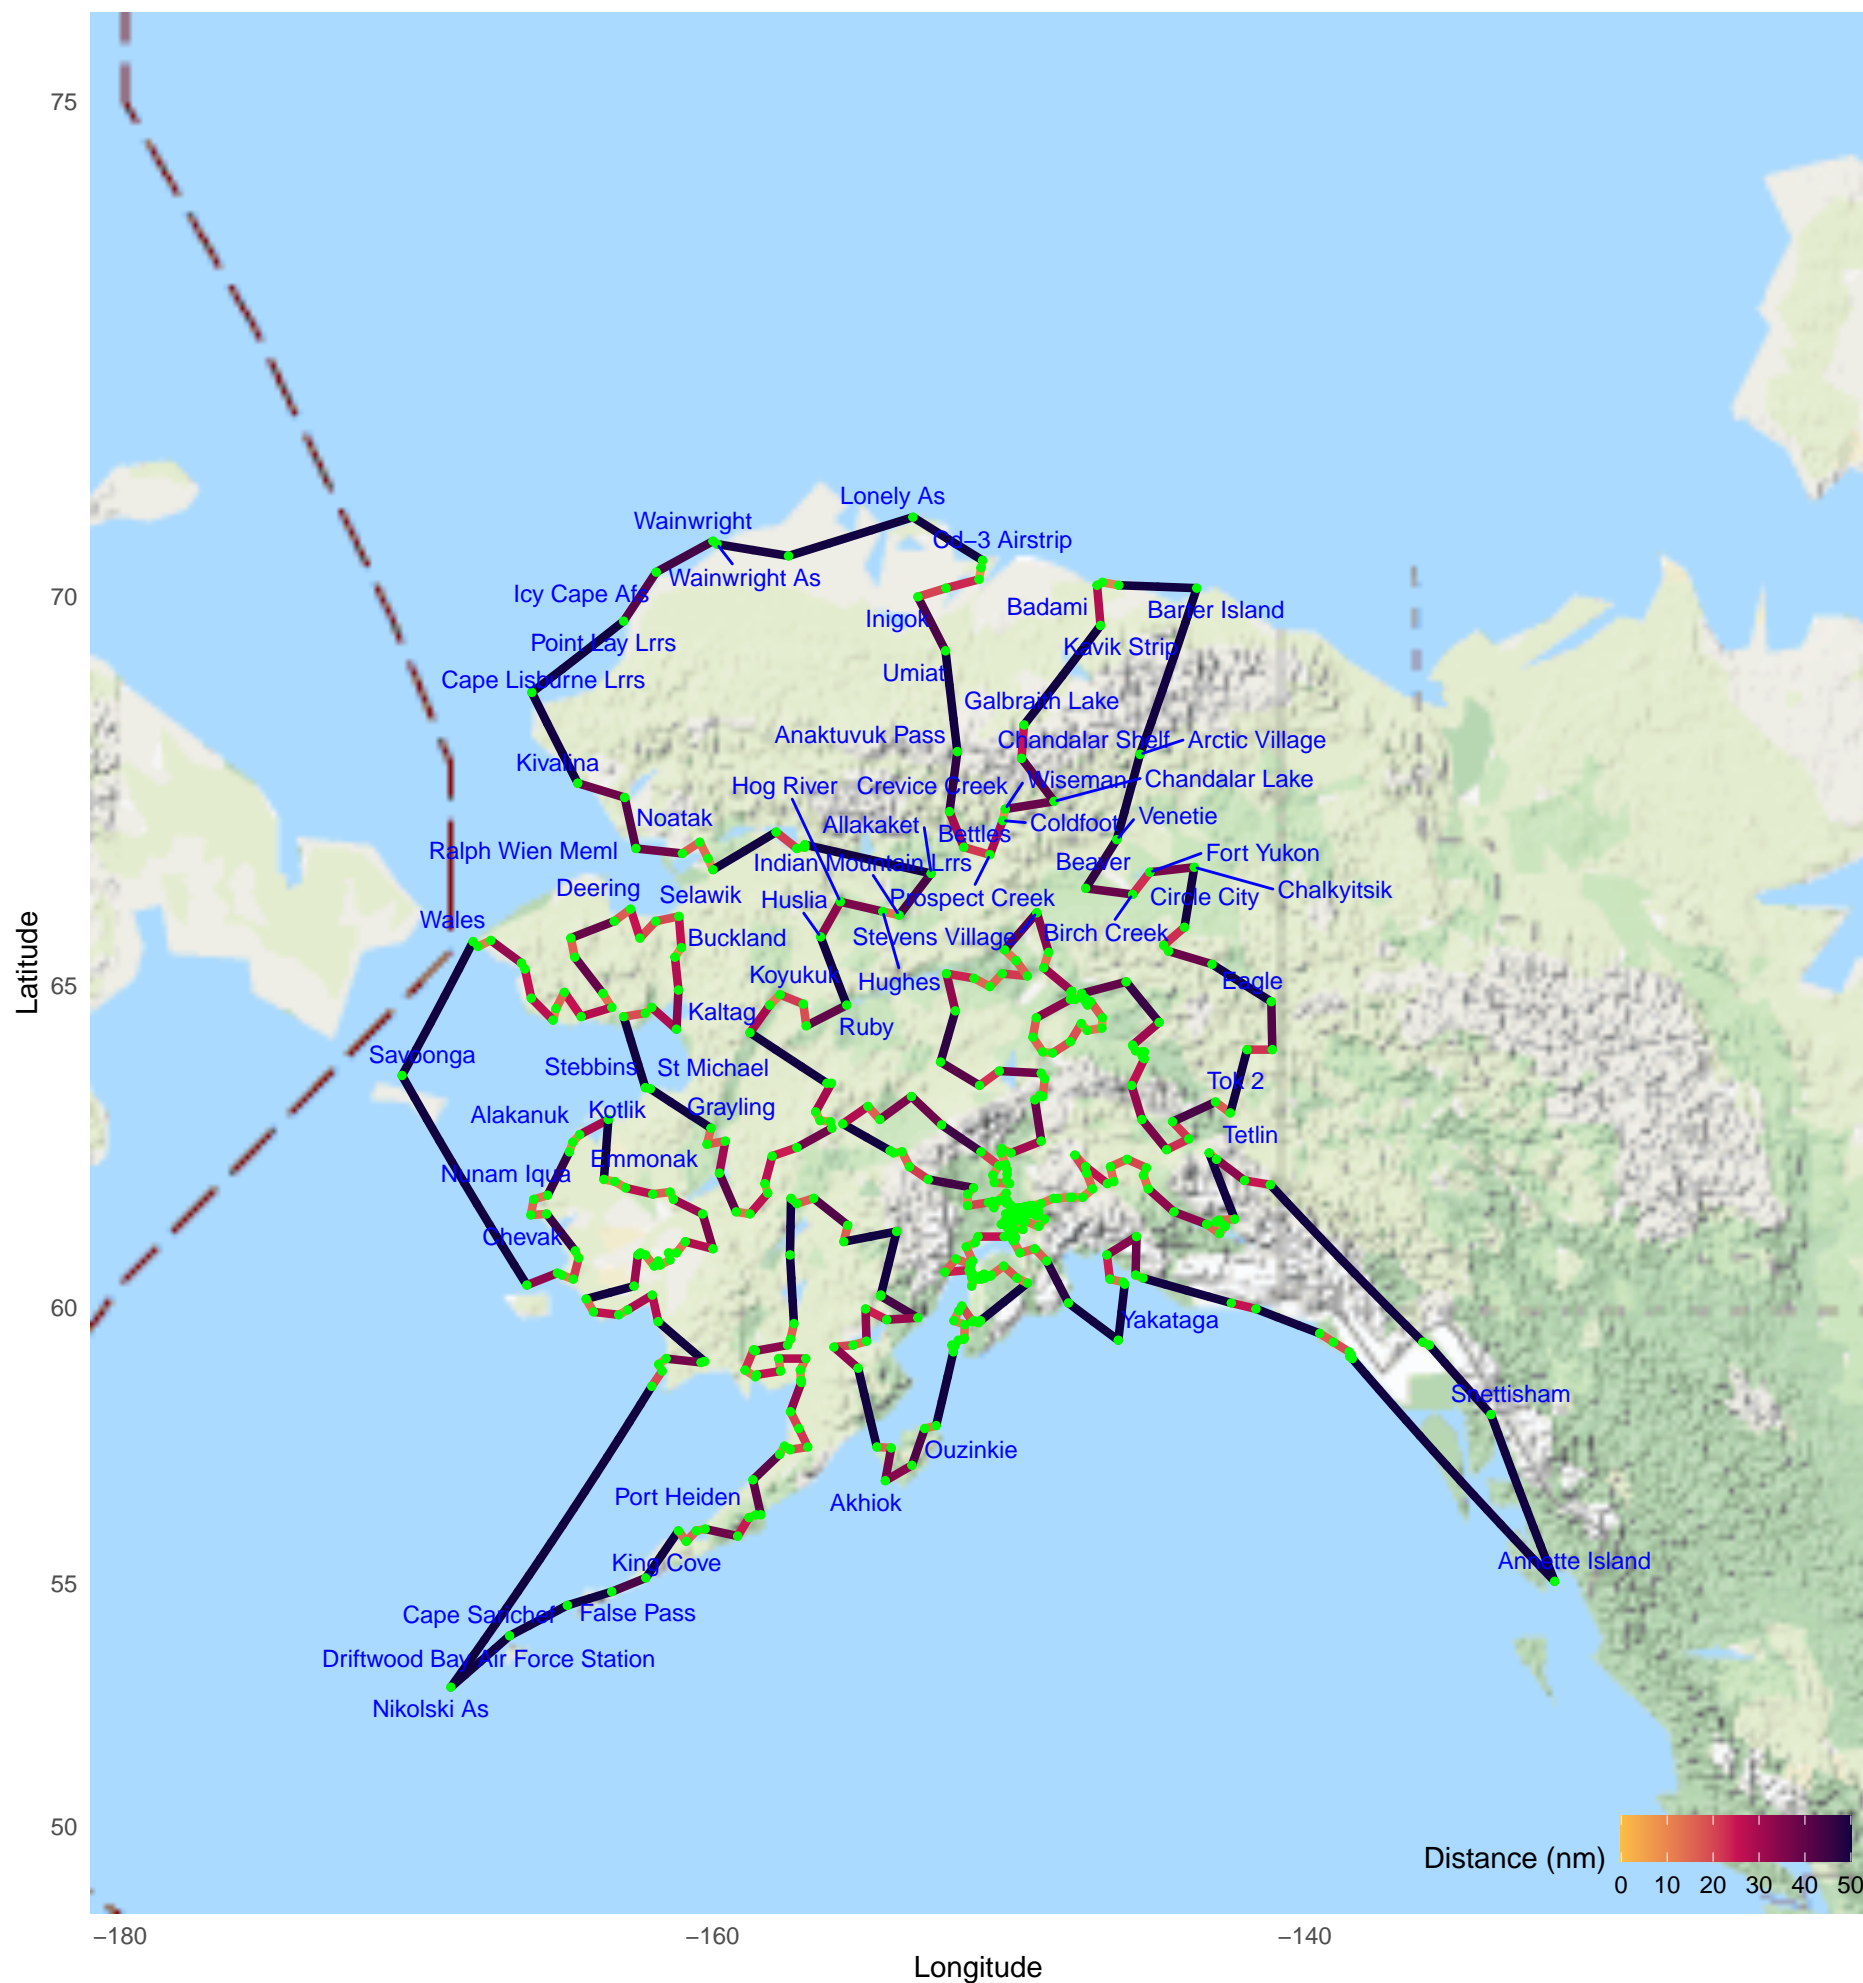 75
Lonely As
Wainwright
Cd−3 Airstrip
Wainwright As
Icy Cape Afs
70
Inigok
Badami
Barter Island
Point Lay Lrrs
Kavik Strip
Umiat
Cape Lisburne Lrrs
Galbraith Lake
Anaktuvuk Pass
Chandalar Shelf
Arctic Village
Kivalina
Hog River
Crevice Creek
Wiseman
Chandalar Lake
Noatak
Allakaket
Bettles
Coldfoot
Venetie
Ralph Wien Meml
Indian Mountain Lrrs
Beaver
Fort Yukon
Deering
Selawik
Huslia
Prospect Creek
Circle City
Chalkyitsik
Wales
Buckland
Stevens Village
Birch Creek
65
Koyukuk
Hughes
Eagle
Kaltag
Ruby
Savoonga
Stebbins
St Michael
Tok 2
Alakanuk
Kotlik
Grayling
Tetlin
Nunam Iqua
Emmonak
Chevak
60
Yakataga
Snettisham
Ouzinkie
Port Heiden
Akhiok
King Cove
Annette Island
55
Cape Sarichef
False Pass
Driftwood Bay Air Force Station
Nikolski As
50
Distance (nm)
0 10 20 30 40 50
−180 −160 −140
Longitude
Latitude